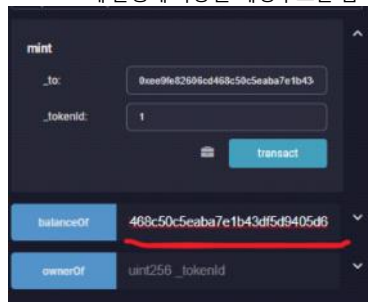 mint
_to: 0xee9fe82606cd468c50c5eaba7e1b43
_tokenId: 1
transact
balanceOf 468c50c5eaba7e1b43df5d9405d6
ownerOf uint256 _tokenId